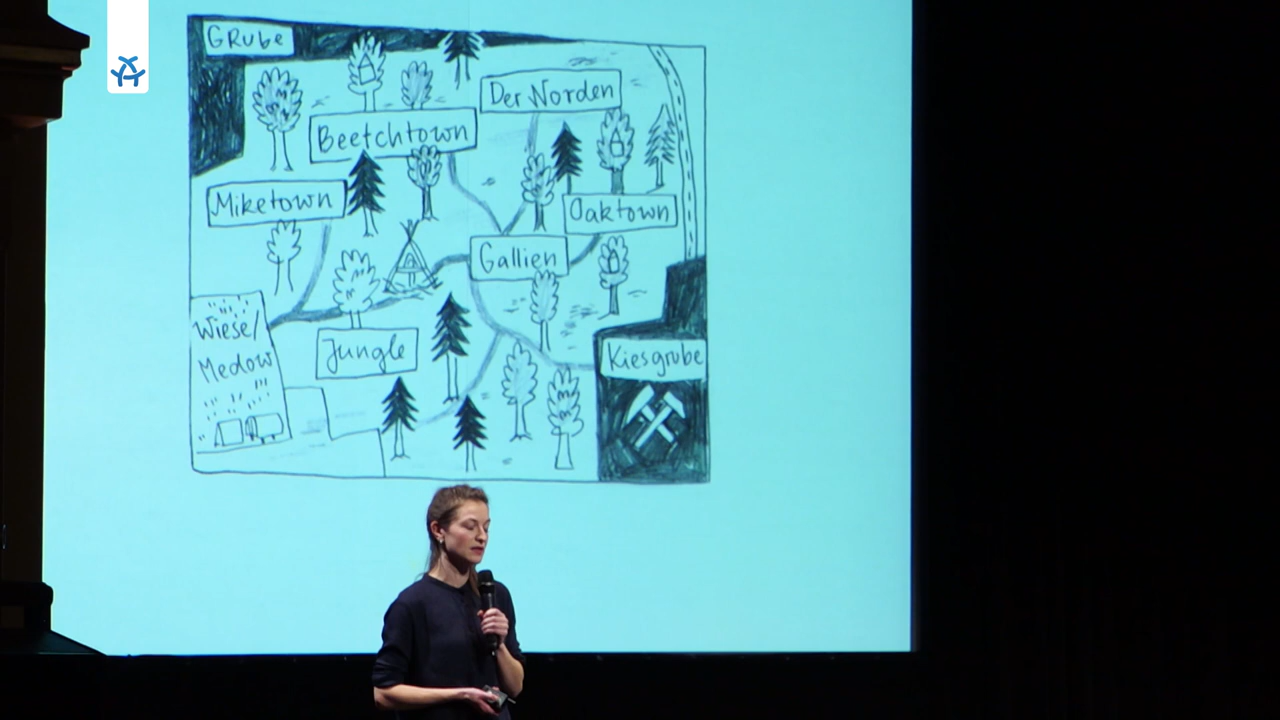 GRube
Der Norden
Beetchtown
Miketown
Oaktown
Gallien
Wiese/
Medow
Jungle
Kiesgrube